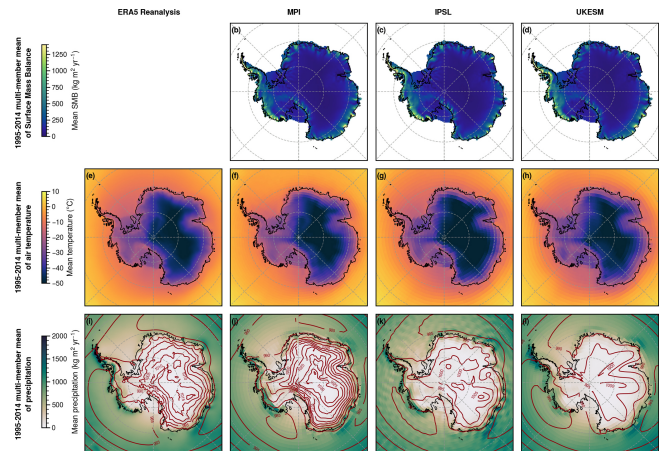 ERA5 Reanalysis
MPI
IPSL
UKESM
1995-2014 multi-member mean
of Surface Mass Balance
1250
1000
750
500
250
0
Mean SMB (kg m² yr⁻¹)
(b)
(c)
(d)
1995-2014 multi-member mean
of air temperature
10
0
−10
−20
−30
−40
−50
Mean temperature (°C)
(e)
(f)
(g)
(h)
1995-2014 multi-member mean
of precipitation
2000
1500
1000
500
0
Mean precipitation (kg m² yr⁻¹)
(i)
(j)
(k)
(l)